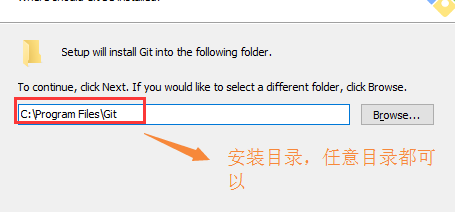 Setup will install Git into the following folder.
To continue, click Next. If you would like to select a different folder, click Browse.
C:\Program Files\Git
Browse...
安装目录，任意目录都可
以